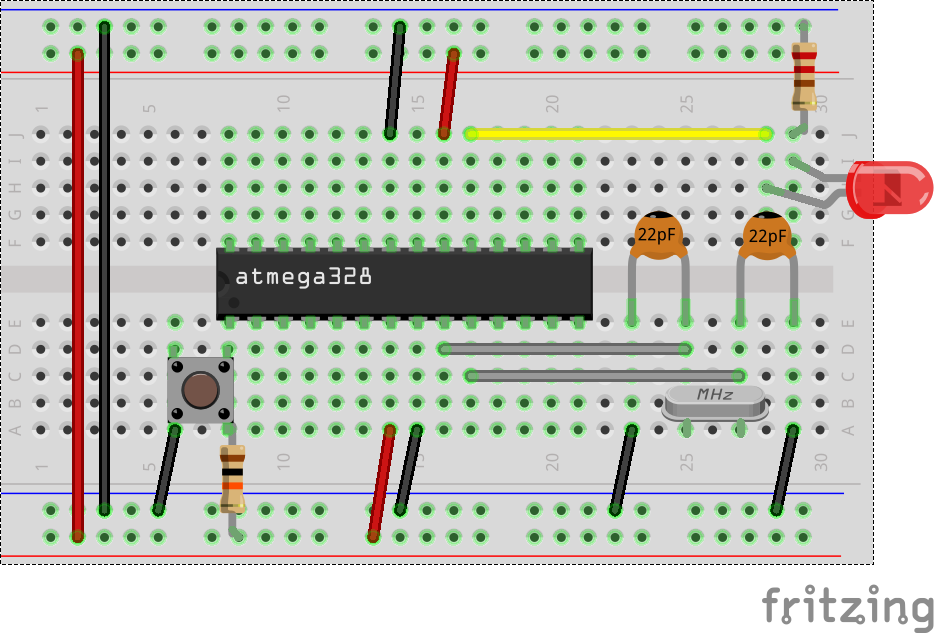 1 5 10 15 20 25 30
J J
I I
H H
G G
F F
22pF 22pF
atmega328
E E
D D
C C
MHz
B B
A A
1 5 10 15 20 25 30
fritzing